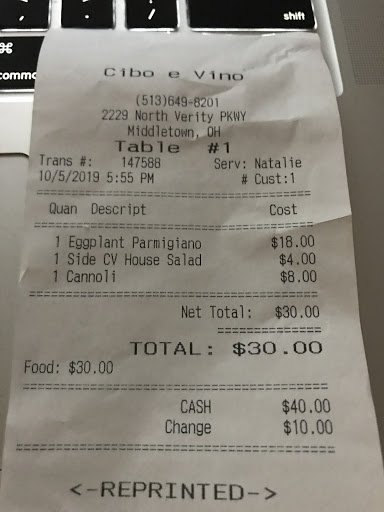 ⌘
command
shift
Cibo e Vino
(513)649-8201
2229 North Verity PKWY
Middletown, OH
Table #1
Trans #: 147588 Serv: Natalie
10/5/2019 5:55 PM # Cust:1
Quan Descript Cost
1 Eggplant Parmigiano $18.00
1 Side CV House Salad $4.00
1 Cannoli $8.00
Net Total: $30.00
TOTAL: $30.00
Food: $30.00
CASH $40.00
Change $10.00
<-REPRINTED->